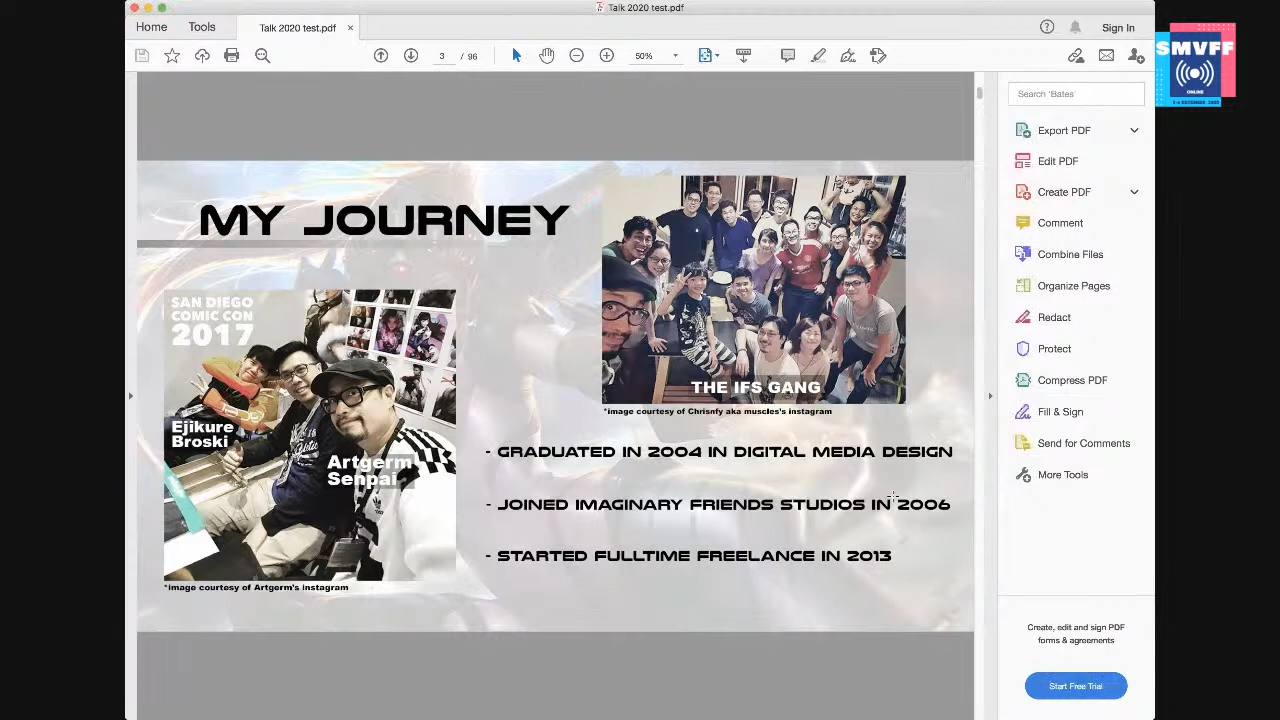 Talk 2020 test.pdf
Home
Tools
Talk 2020 test.pdf
×
Sign In
3 / 96
50%
SMVFF
ONLINE
Search 'Bates'
Export PDF
Edit PDF
Create PDF
Comment
Combine Files
Organize Pages
Redact
Protect
Compress PDF
Fill & Sign
Send for Comments
More Tools
Create, edit and sign PDF
forms & agreements
Start Free Trial
MY JOURNEY
SAN DIEGO
COMIC CON
2017
Ejikure
Broski
Artgerm
Senpai
*image courtesy of Artgerm's instagram
THE IFS GANG
*image courtesy of Chrisnfy aka muscles's instagram
- GRADUATED IN 2004 IN DIGITAL MEDIA DESIGN
- JOINED IMAGINARY FRIENDS STUDIOS IN 2006
- STARTED FULLTIME FREELANCE IN 2013